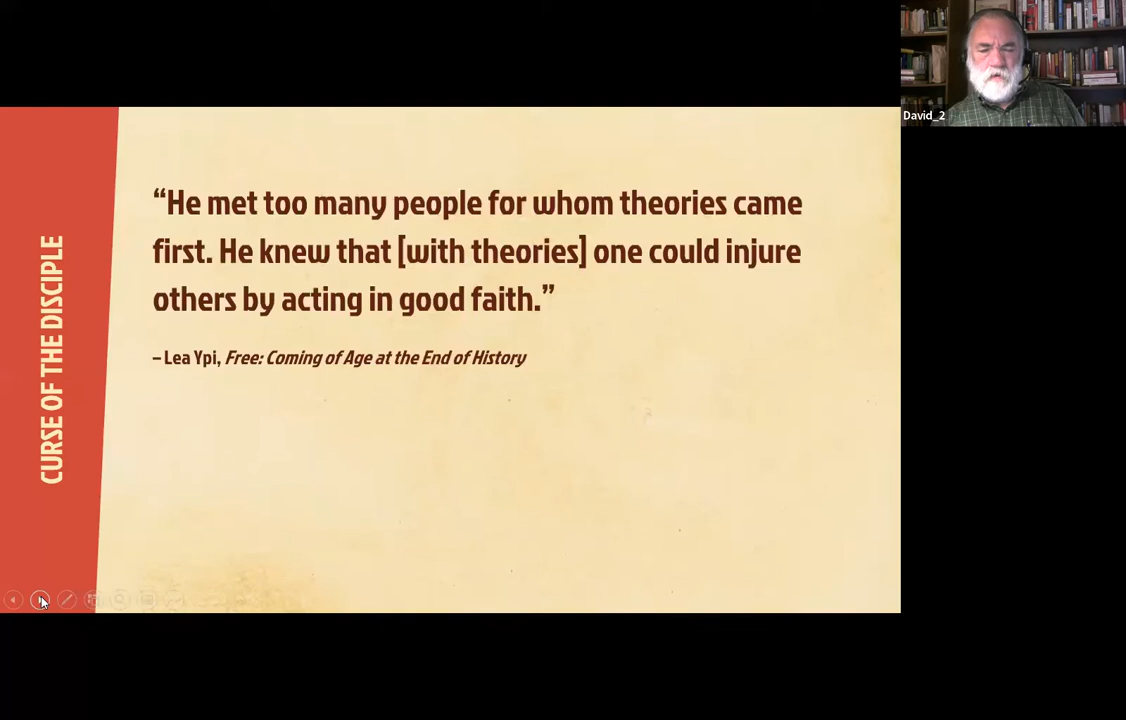 David_2
CURSE OF THE DISCIPLE
“He met too many people for whom theories came
first. He knew that [with theories] one could injure
others by acting in good faith.”
– Lea Ypi, Free: Coming of Age at the End of History